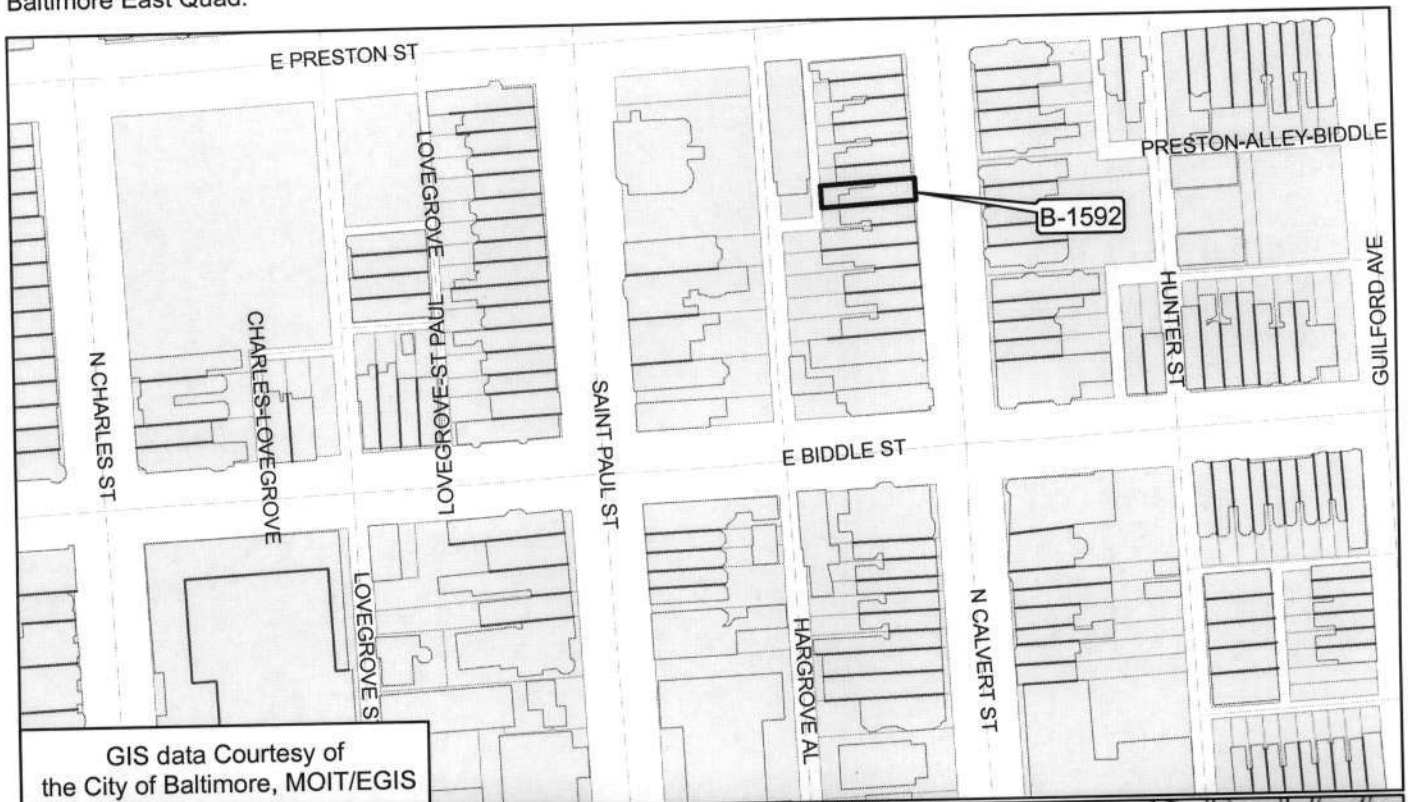 Baltimore East Quad.
E PRESTON ST
LOVEGROVE
PRESTON-ALLEY-BIDDLE
B-1592
HUNTER ST
GUILFORD AVE
N CHARLES ST
CHARLES-LOVEGROVE
LOVEGROVE-ST PAUL
SAINT PAUL ST
E BIDDLE ST
LOVEGROVE S
HARGROVE AL
N CALVERT ST
GIS data Courtesy of
the City of Baltimore, MOIT/EGIS